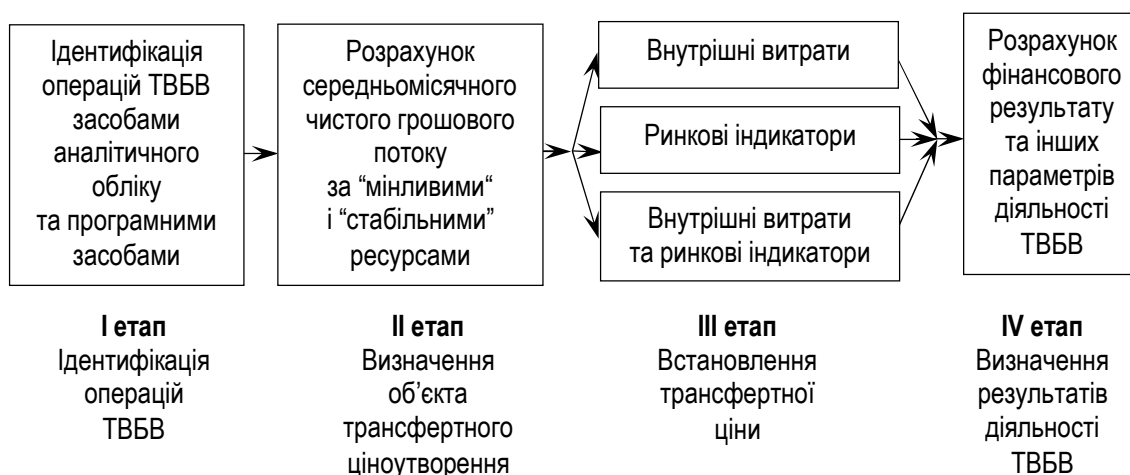 Ідентифікація
операцій ТВБВ
засобами
аналітичного
обліку
та програмними
засобами
Розрахунок
середньомісячного
чистого грошового
потоку
за “мінливими“
і “стабільними”
ресурсами
Внутрішні витрати
Ринкові індикатори
Внутрішні витрати
та ринкові індикатори
Розрахунок
фінансового
результату
та інших
параметрів
діяльності
ТВБВ
І етап
Ідентифікація
операцій
ТВБВ
ІІ етап
Визначення
об’єкта
трансфертного
ціноутворення
ІІІ етап
Встановлення
трансфертної
ціни
IV етап
Визначення
результатів
діяльності
ТВБВ